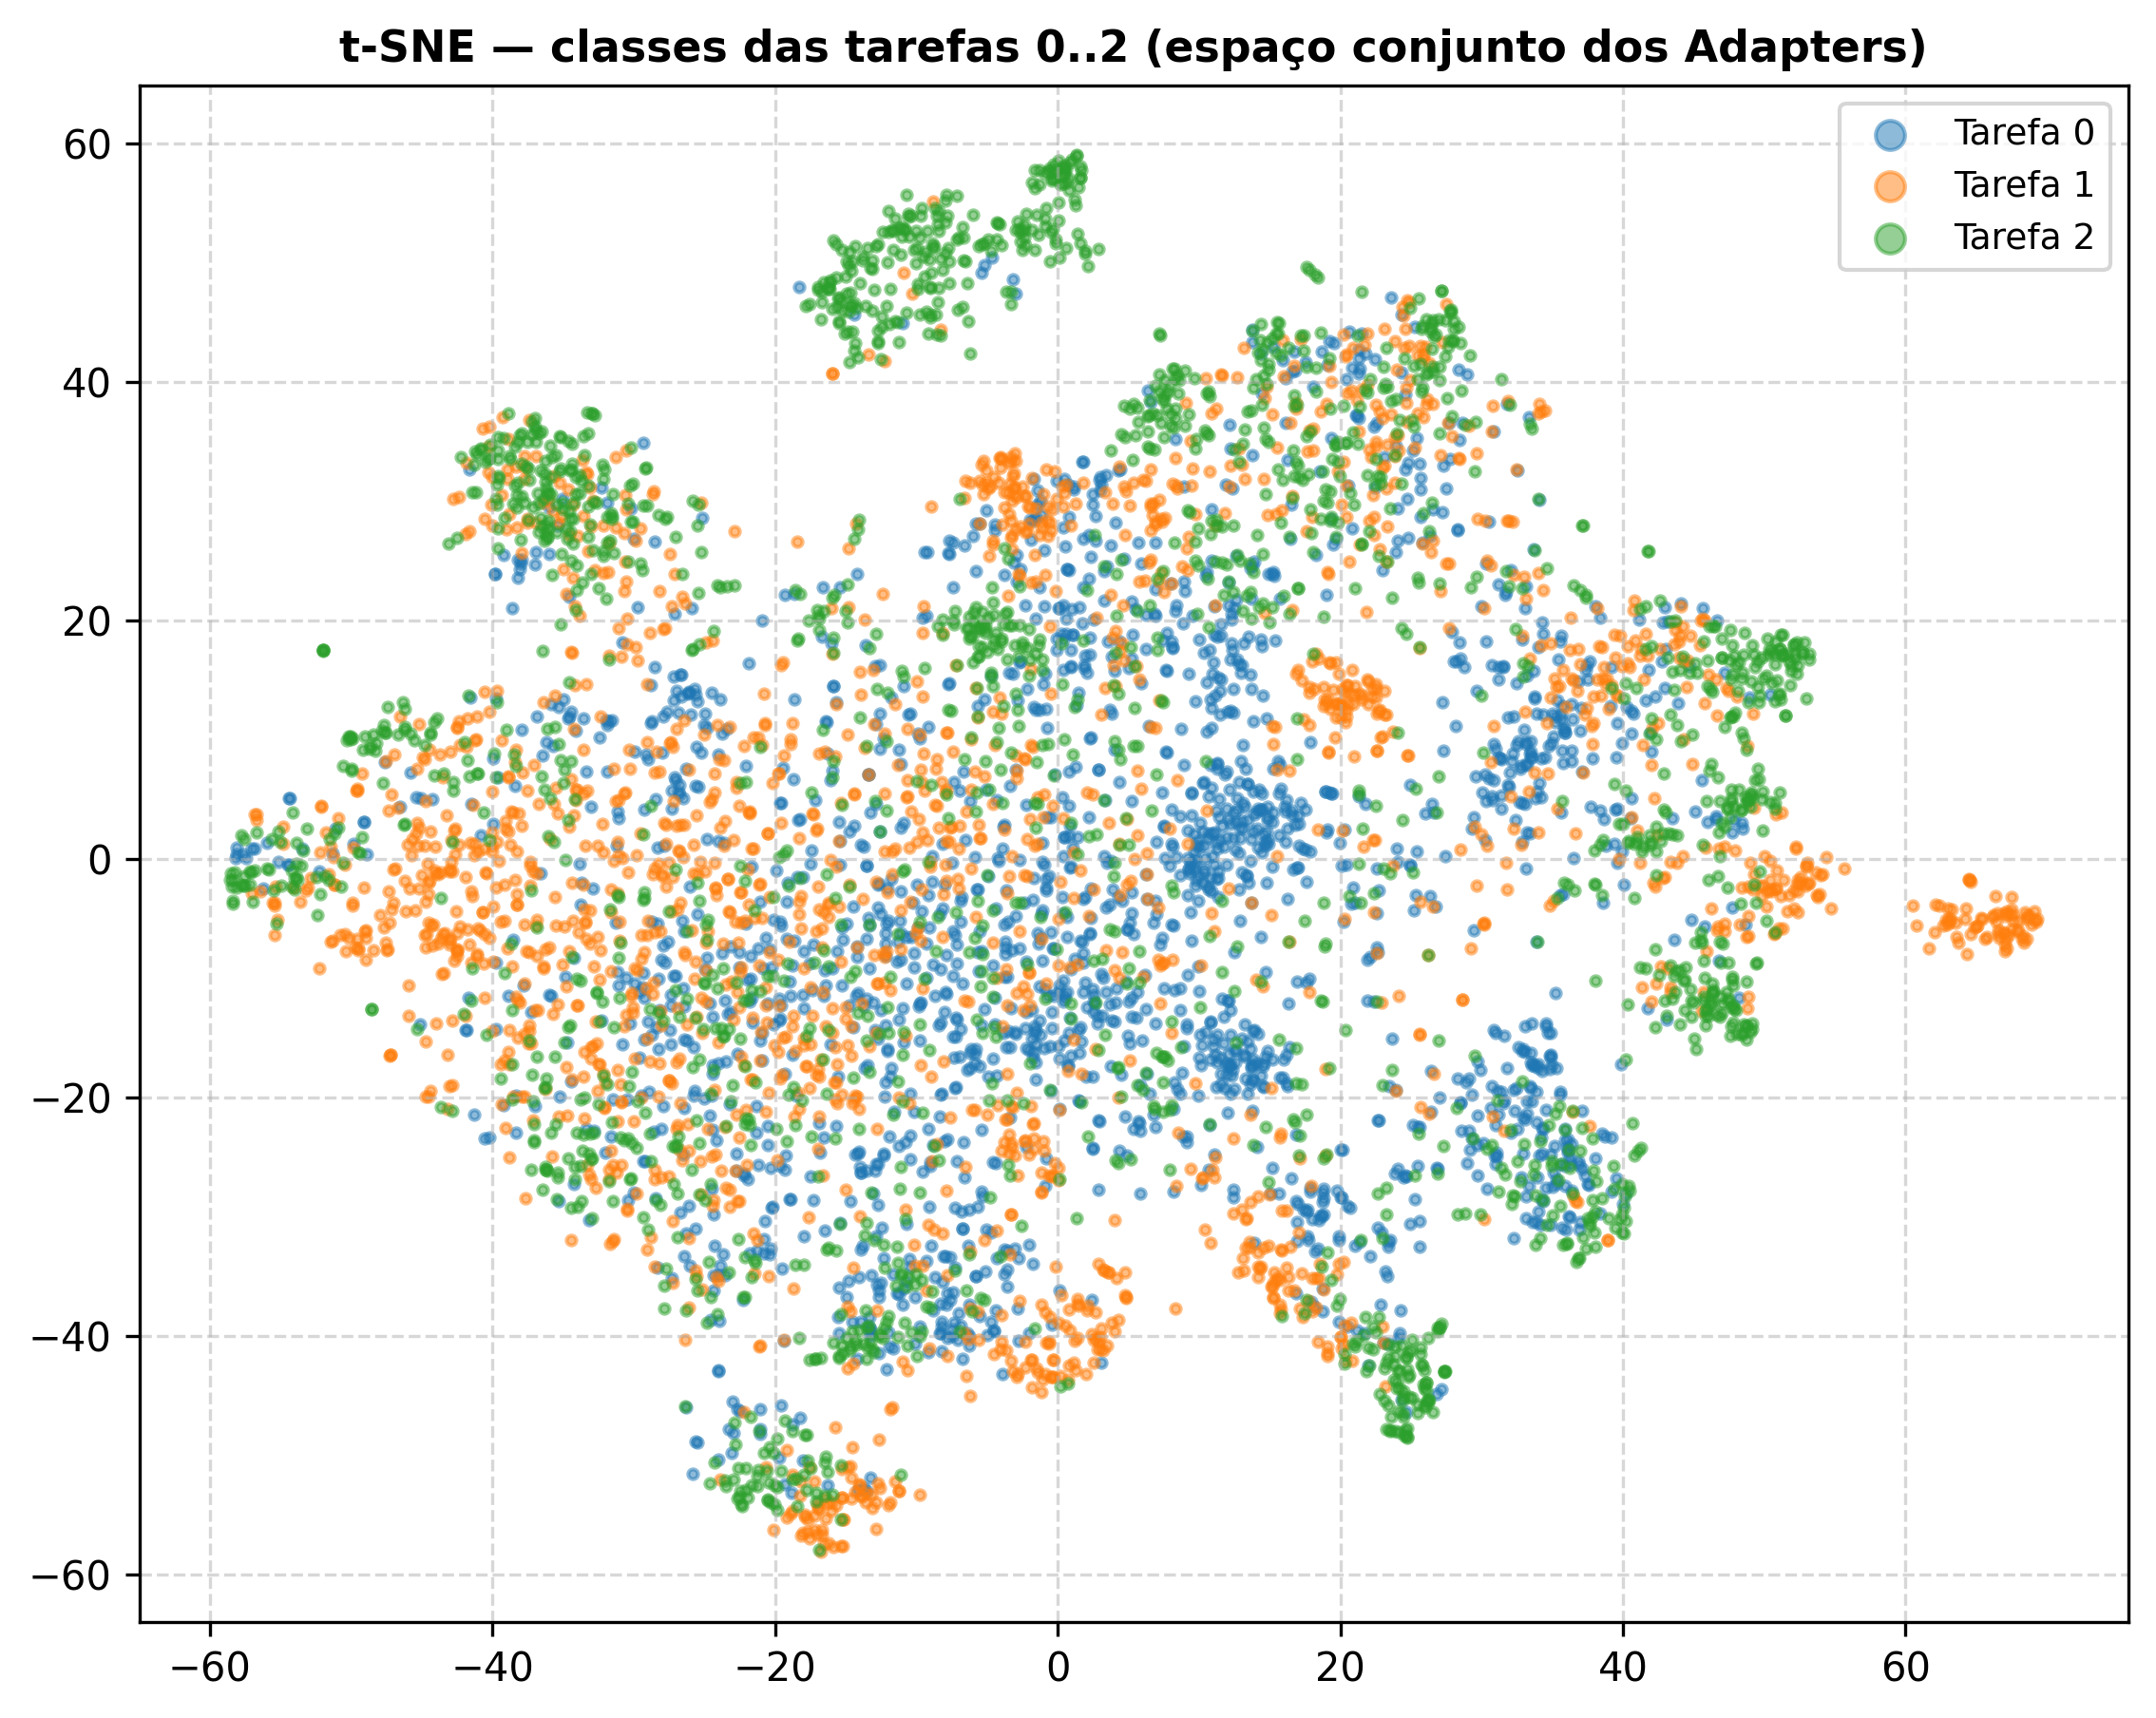 t-SNE — classes das tarefas 0..2 (espaço conjunto dos Adapters)
Tarefa 0
Tarefa 1
Tarefa 2
60
40
20
0
−20
−40
−60
−60 −40 −20 0 20 40 60